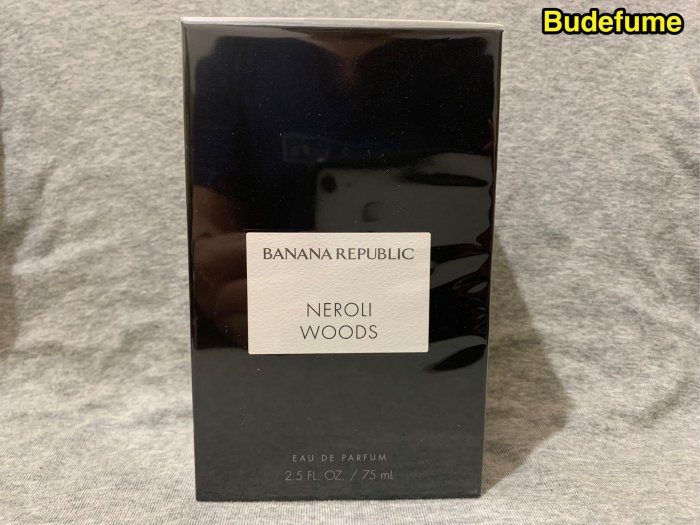 Budefume
BANANA REPUBLIC
NEROLI
WOODS
EAU DE PARFUM
2.5 FL. OZ. / 75 mL